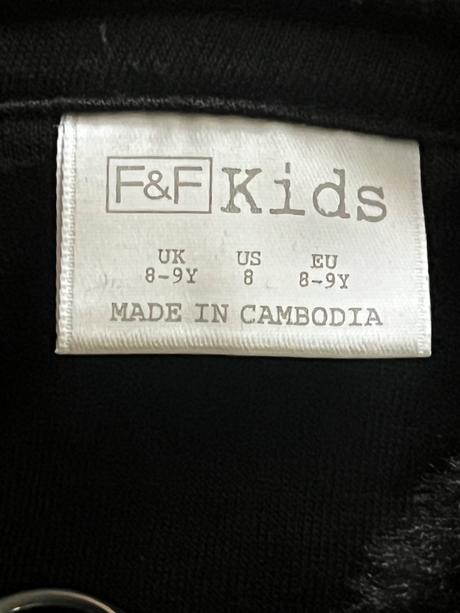 F&F Kids
UK US EU
8-9Y 8 8-9Y
MADE IN CAMBODIA